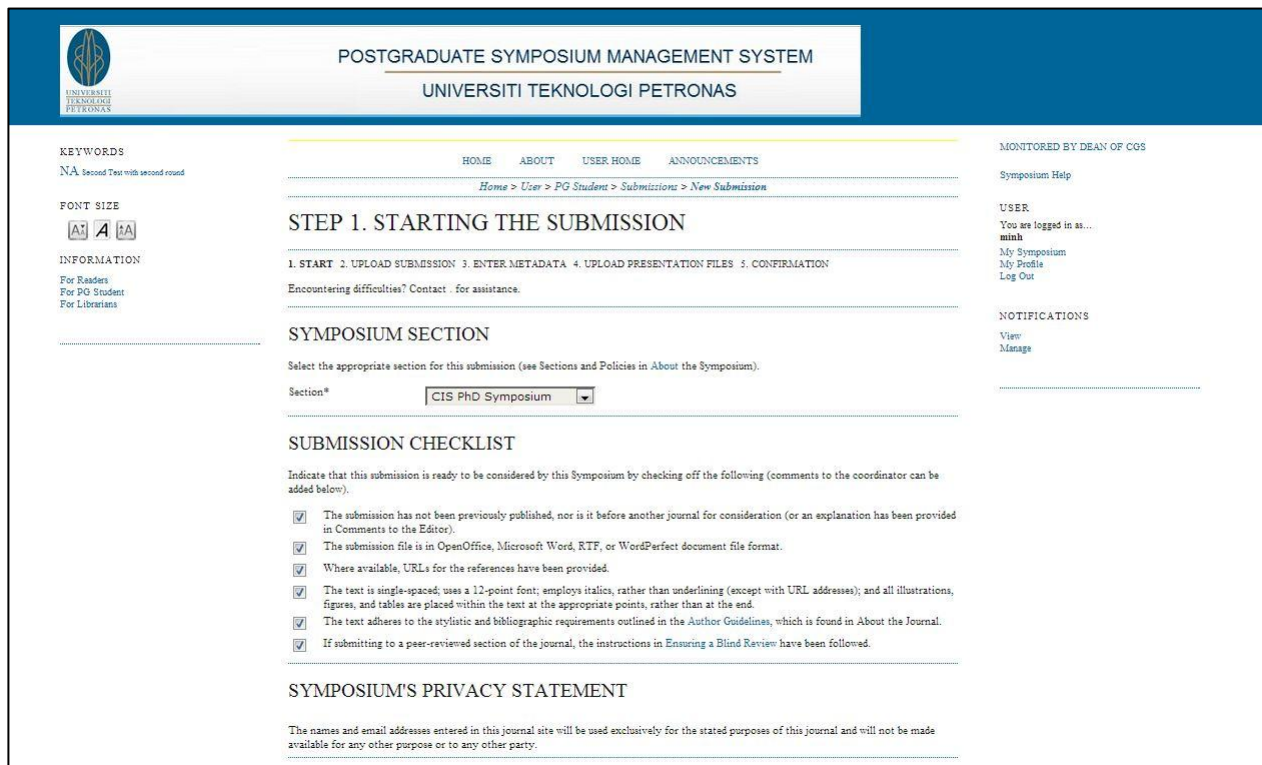 UNIVERSITI
TEKNOLOGI
PETRONAS
POSTGRADUATE SYMPOSIUM MANAGEMENT SYSTEM
UNIVERSITI TEKNOLOGI PETRONAS
KEYWORDS
NA Second Test with second round
FONT SIZE
INFORMATION
For Readers
For PG Student
For Librarians
HOME ABOUT USER HOME ANNOUNCEMENTS
Home > User > PG Student > Submissions > New Submission
STEP 1. STARTING THE SUBMISSION
1. START 2. UPLOAD SUBMISSION 3. ENTER METADATA 4. UPLOAD PRESENTATION FILES 5. CONFIRMATION
Encountering difficulties? Contact . for assistance.
SYMPOSIUM SECTION
Select the appropriate section for this submission (see Sections and Policies in About the Symposium).
Section* CIS PhD Symposium
SUBMISSION CHECKLIST
Indicate that this submission is ready to be considered by this Symposium by checking off the following (comments to the coordinator can be
added below).
The submission has not been previously published, nor is it before another journal for consideration (or an explanation has been provided
in Comments to the Editor).
The submission file is in OpenOffice, Microsoft Word, RTF, or WordPerfect document file format.
Where available, URLs for the references have been provided.
The text is single-spaced; uses a 12-point font; employs italics, rather than underlining (except with URL addresses); and all illustrations,
figures, and tables are placed within the text at the appropriate points, rather than at the end.
The text adheres to the stylistic and bibliographic requirements outlined in the Author Guidelines, which is found in About the Journal.
If submitting to a peer-reviewed section of the journal, the instructions in Ensuring a Blind Review have been followed.
SYMPOSIUM'S PRIVACY STATEMENT
The names and email addresses entered in this journal site will be used exclusively for the stated purposes of this journal and will not be made
available for any other purpose or to any other party.
MONITORED BY DEAN OF CGS
Symposium Help
USER
You are logged in as...
minh
My Symposium
My Profile
Log Out
NOTIFICATIONS
View
Manage